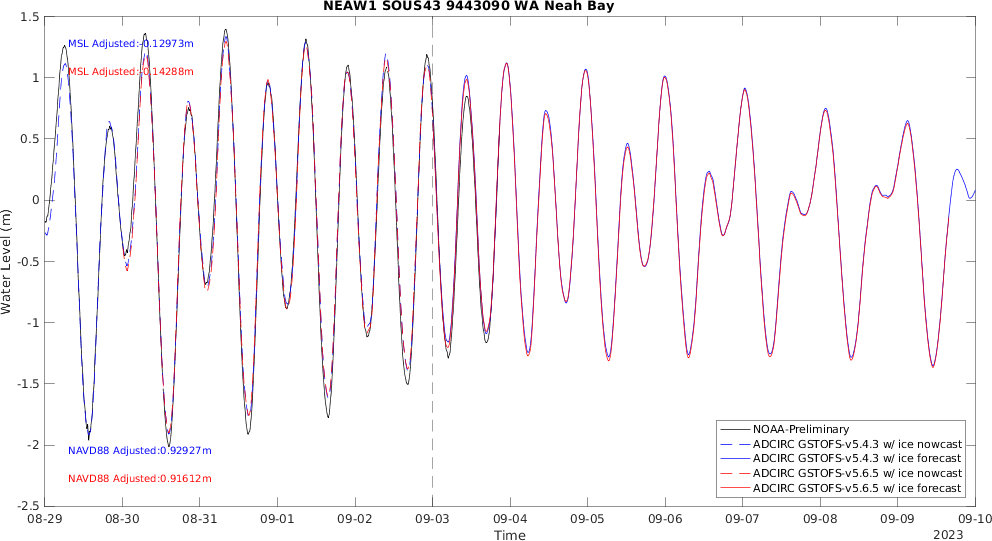 NEAW1 SOUS43 9443090 WA Neah Bay
1.5
1
0.5
0
-0.5
-1
-1.5
-2
-2.5
Water Level (m)
MSL Adjusted:-0.12973m
MSL Adjusted:-0.14288m
NAVD88 Adjusted:0.92927m
NAVD88 Adjusted:0.91612m
NOAA-Preliminary
ADCIRC GSTOFS-v5.4.3 w/ ice nowcast
ADCIRC GSTOFS-v5.4.3 w/ ice forecast
ADCIRC GSTOFS-v5.6.5 w/ ice nowcast
ADCIRC GSTOFS-v5.6.5 w/ ice forecast
08-29 08-30 08-31 09-01 09-02 09-03 09-04 09-05 09-06 09-07 09-08 09-09 09-10
Time
2023